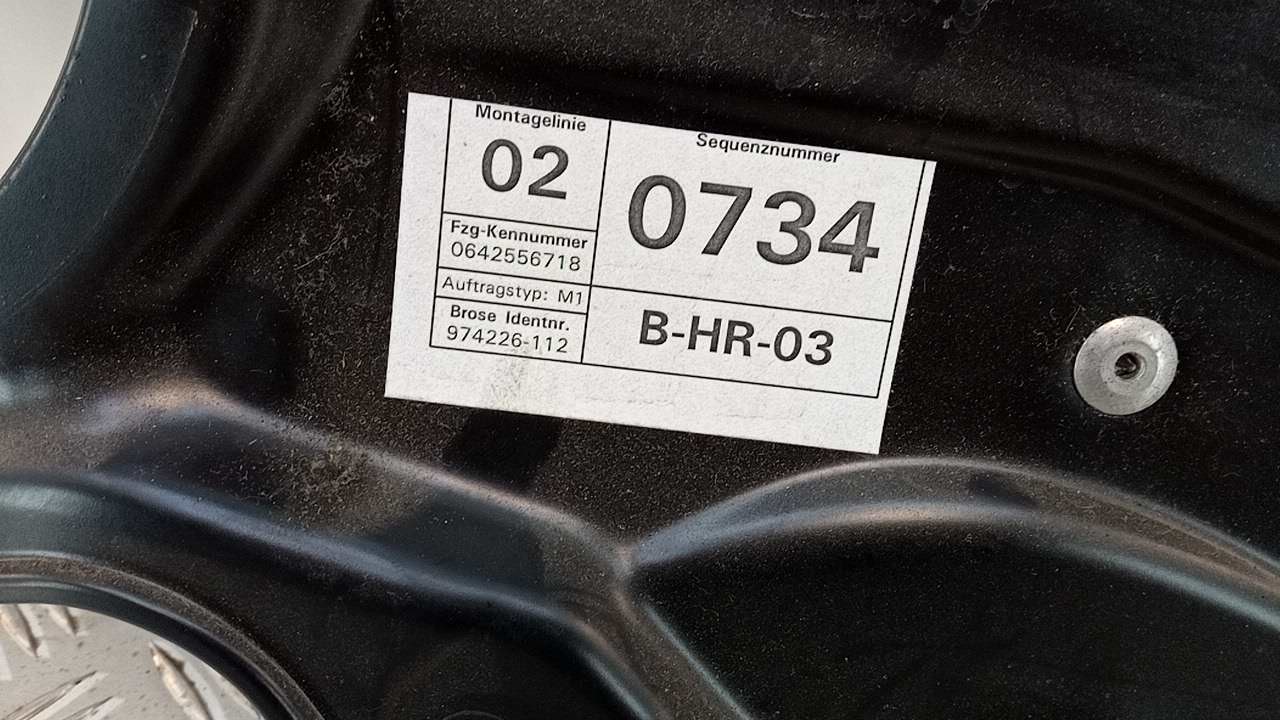 Montagelinie
02
Fzg-Kennummer
0642556718
Auftragstyp: M1
Brose Identnr.
974226-112
Sequenznummer
0734
B-HR-03